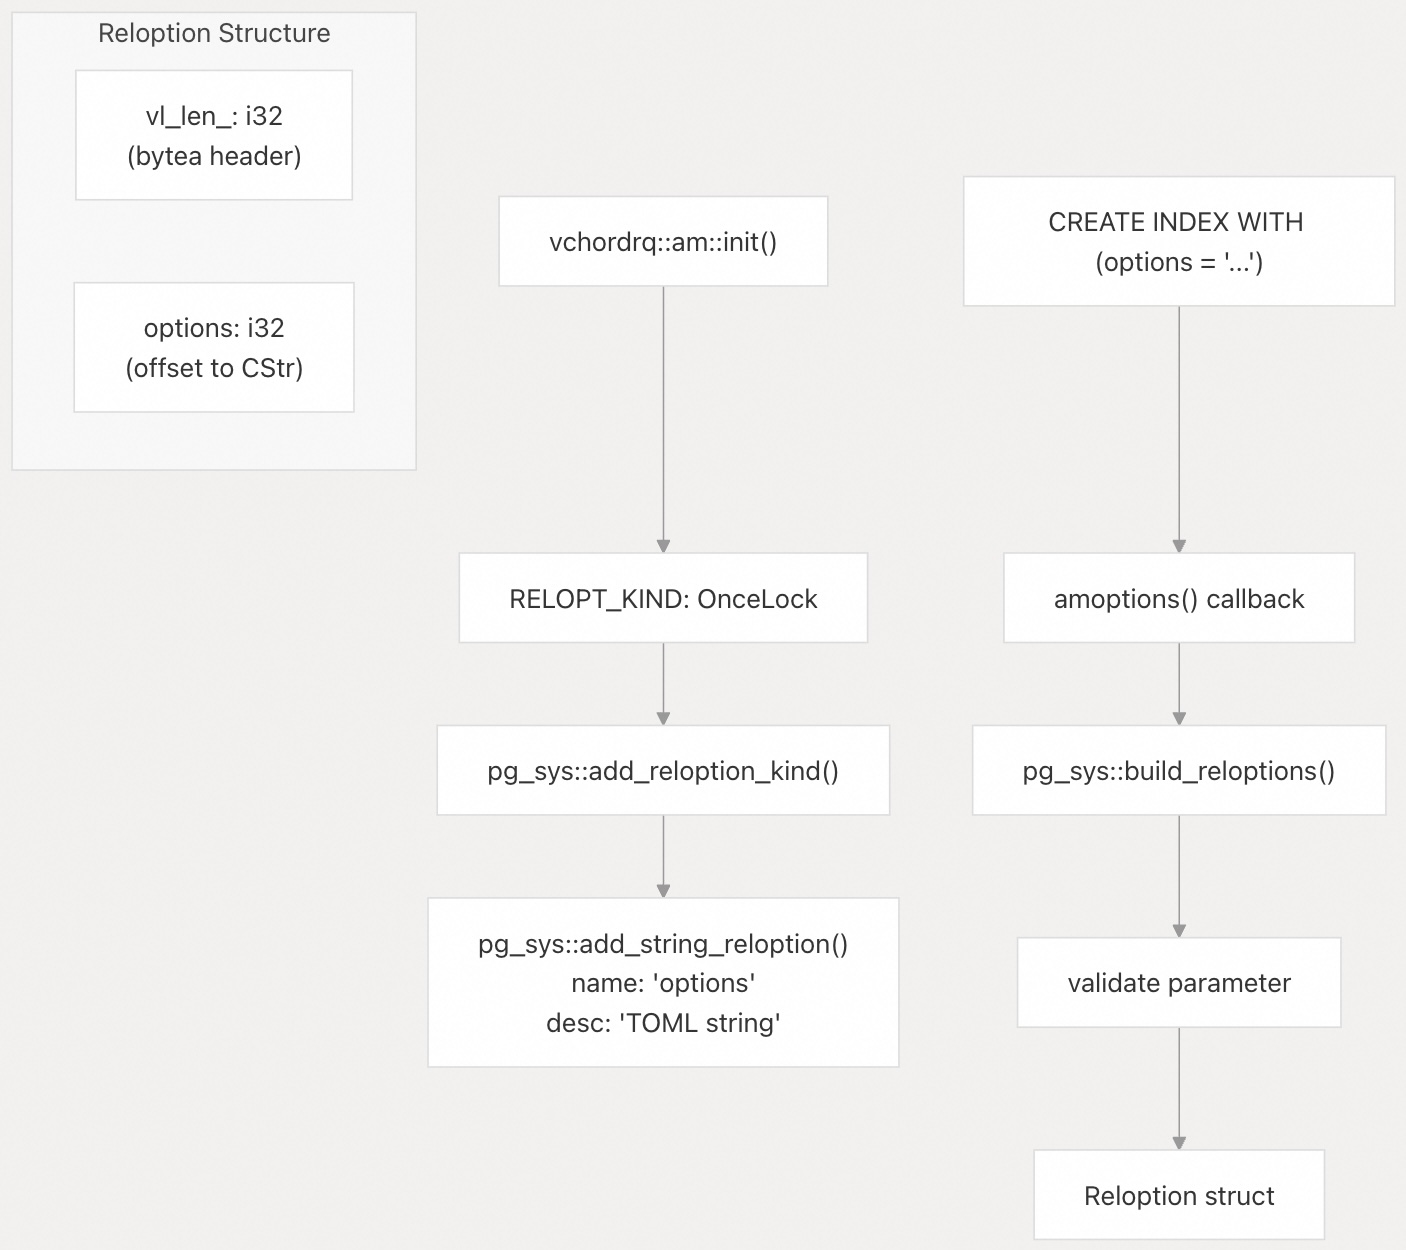 Reloption Structure
vl_len_: i32
(bytea header)
options: i32
(offset to CStr)
vchordrq::am::init()
RELOPT_KIND: OnceLock
pg_sys::add_reloption_kind()
pg_sys::add_string_reloption()
name: 'options'
desc: 'TOML string'
CREATE INDEX WITH
(options = '...')
amoptions() callback
pg_sys::build_reloptions()
validate parameter
Reloption struct